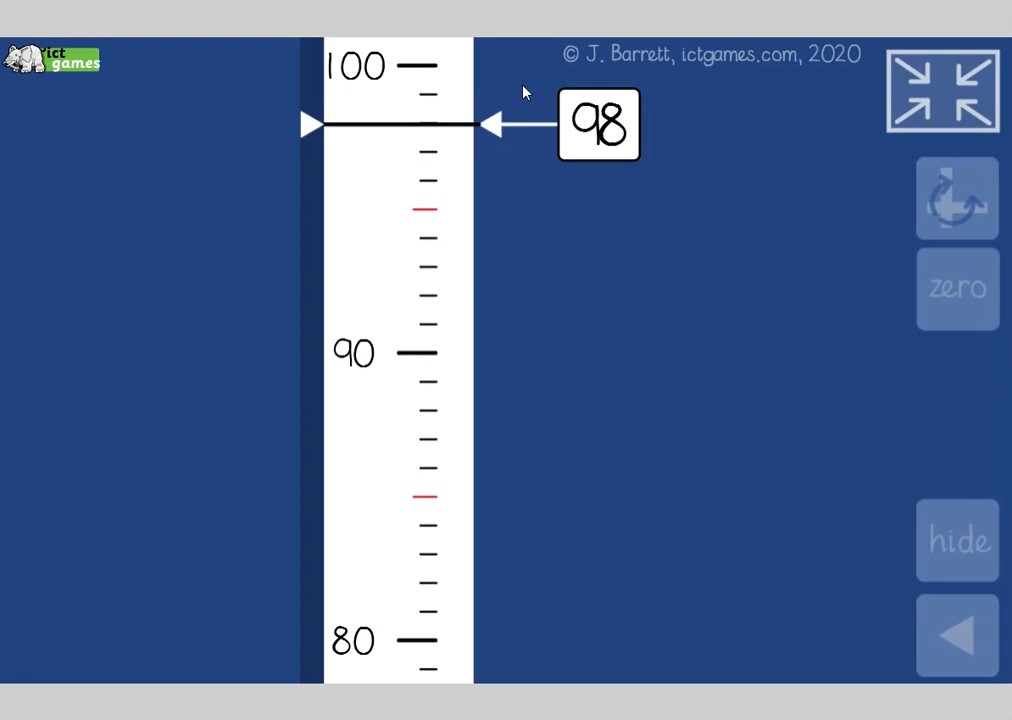 ict
games
© J. Barrett, ictgames.com, 2020
100
98
zero
90
hide
80